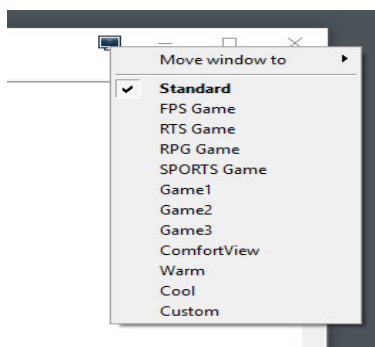 Move window to
Standard
FPS Game
RTS Game
RPG Game
SPORTS Game
Game1
Game2
Game3
ComfortView
Warm
Cool
Custom